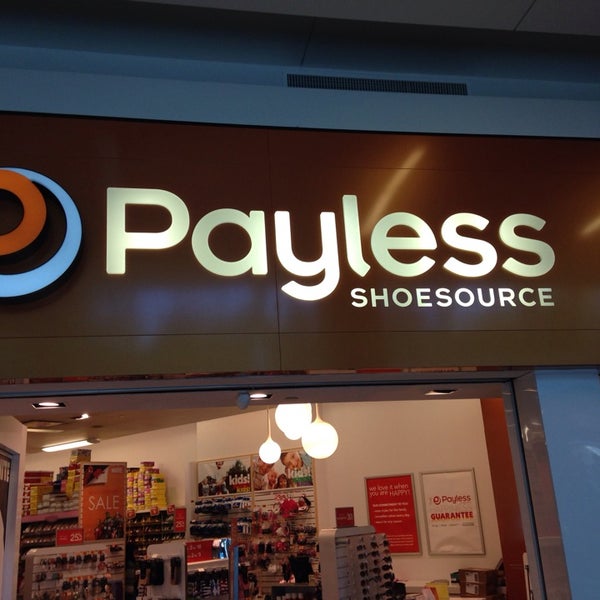 Payless
SHOESOURCE
SALE
kids
we love it when
you are HAPPY!
Payless
GUARANTEE